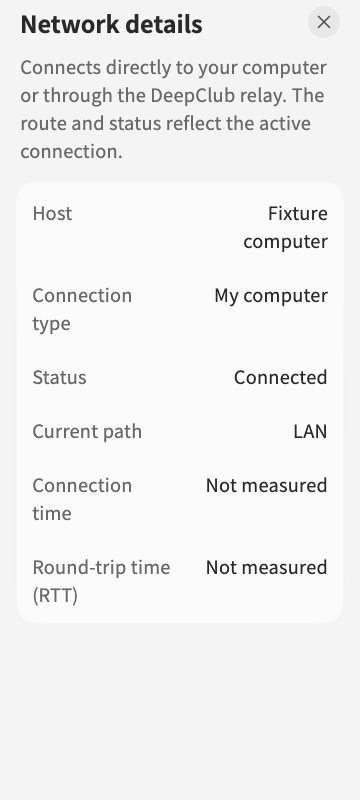 Network details
Connects directly to your computer
or through the DeepClub relay. The
route and status reflect the active
connection.
Host
Fixture
computer
Connection
type
My computer
Status
Connected
Current path
LAN
Connection
time
Not measured
Round-trip time
(RTT)
Not measured